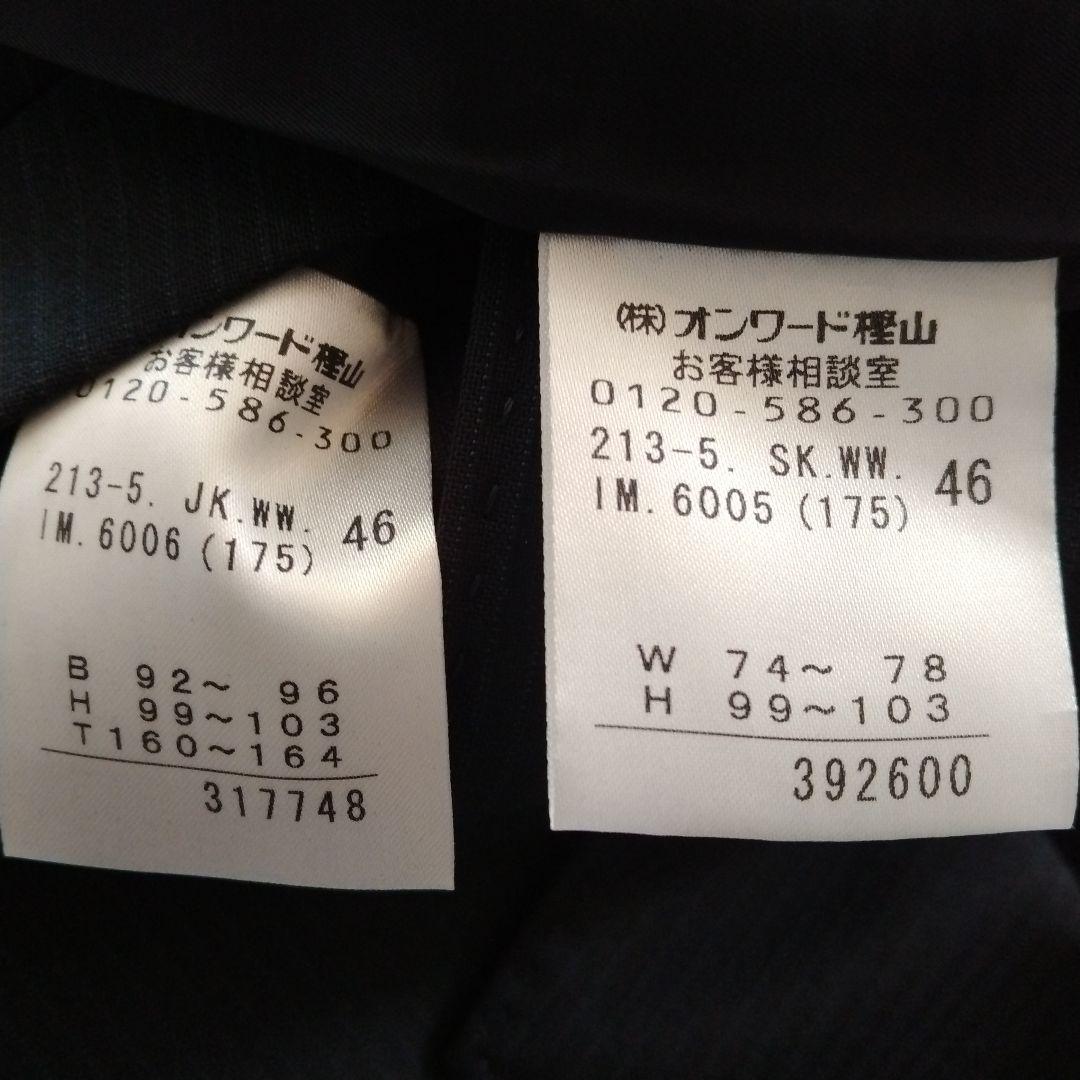 オンワード樫山
お客様相談室
0120-586-300
213-5. JK.WW. 46
IM.6006(175)
B 92～ 96
H 99～103
T160～164
317748
(株)オンワード樫山
お客様相談室
0120-586-300
213-5. SK.WW. 46
IM.6005(175)
W 74～ 78
H 99～103
392600